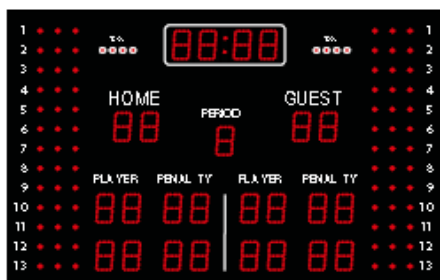 1 1
T.O. T.O.
2 88:88 2
3 3
4 4
HOME GUEST
5 5
PERIOD
6 88 88 6
7 8 7
8 8
PLAYER PENALTY PLAYER PENALTY
9 9
10 88 88 88 88 10
11 11
12 88 88 88 88 12
13 13